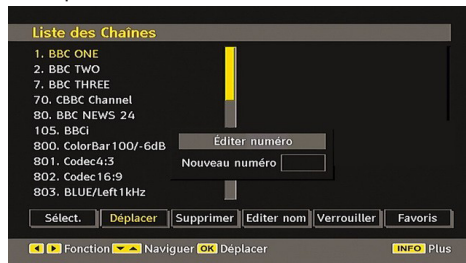 Liste des Chaînes
1. BBC ONE
2. BBC TWO
7. BBC THREE
70. CBBC Channel
80. BBC NEWS 24
105. BBCi
800. ColorBar100/-6dB
801. Codec4:3
802. Codec16:9
803. BLUE/Left1kHz
Éditer numéro
Nouveau numéro
Sélect. Déplacer Supprimer Editer nom Verrouiller Favoris
Fonction Naviguer OK Déplacer INFO Plus